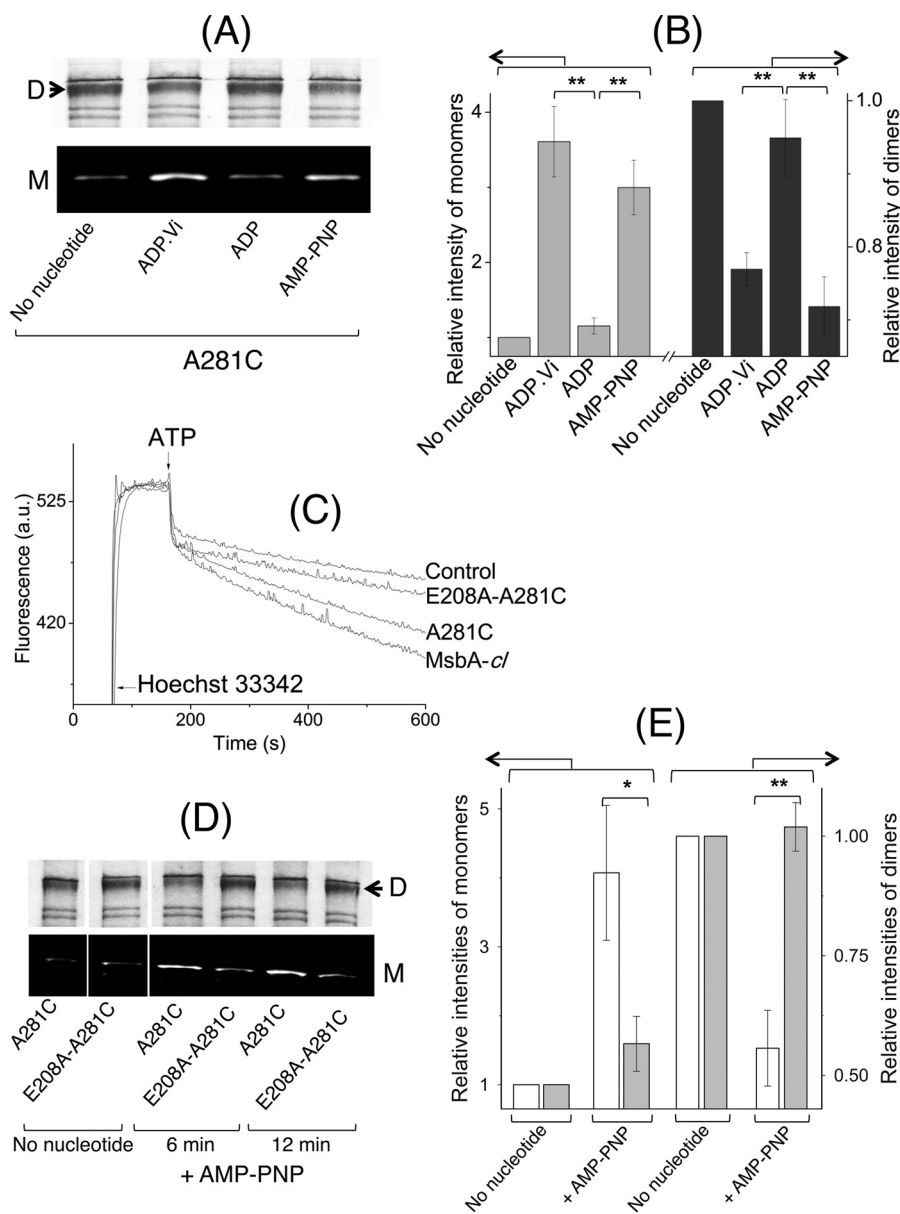 (A)
D
M
No nucleotide
ADP.Vi
ADP
AMP-PNP
A281C
(B)
** **
** **
Relative intensity of monomers
4
2
Relative intensity of dimers
1.0
0.8
No nucleotide
ADP.Vi
ADP
AMP-PNP
No nucleotide
ADP.Vi
ADP
AMP-PNP
(C)
ATP
Fluorescence (a.u.)
525
420
Control
E208A-A281C
A281C
MsbA-cl
Hoechst 33342
0 200 400 600
Time (s)
(D)
D
M
A281C
E208A-A281C
A281C
E208A-A281C
A281C
E208A-A281C
No nucleotide
6 min
12 min
+ AMP-PNP
(E)
*
**
Relative intensities of monomers
5
3
1
Relative intensities of dimers
1.00
0.75
0.50
No nucleotide
+ AMP-PNP
No nucleotide
+ AMP-PNP